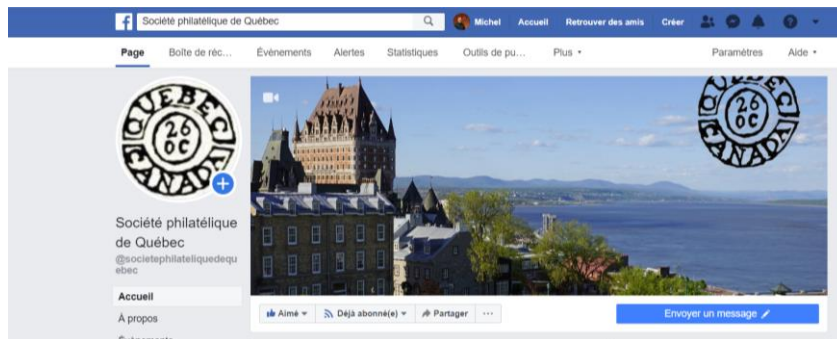 Société philatélique de Québec
Michel Accueil Retrouver des amis Créer
Page Boîte de réc... Événements Alertes Statistiques Outils de pu... Plus Paramètres Aide
QUEBEC
26
OC
CANADA
QUEBEC
26
OC
CANADA
Société philatélique
de Québec
@societephilateliquedequ
ebec
Accueil
À propos
Événements
Aimé Déjà abonné(e) Partager ... Envoyer un message